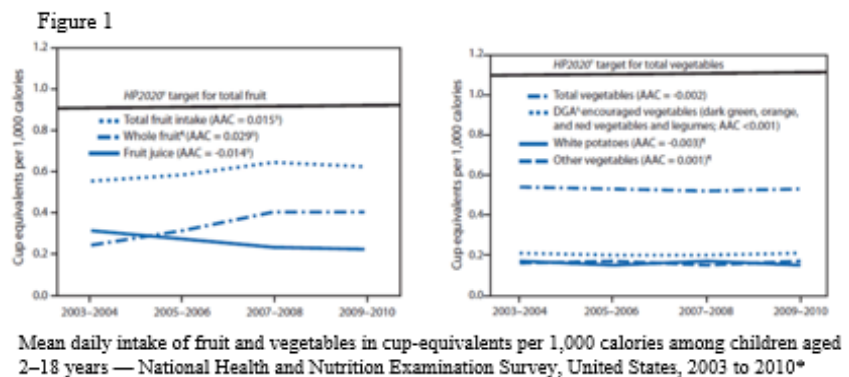 Figure 1
1.2
1.0
0.8
0.6
0.4
0.2
0.0
Cup equivalents per 1,000 calories
HP2020† target for total fruit
Total fruit intake (AAC = 0.015§)
Whole fruit¶ (AAC = 0.029§)
Fruit juice (AAC = -0.014§)
2003–2004
2005–2006
2007–2008
2009–2010
1.2
1.0
0.8
0.6
0.4
0.2
0.0
Cup equivalents per 1,000 calories
HP2020† target for total vegetables
Total vegetables (AAC = -0.002)
encouraged vegetables (dark green, orange,
and red vegetables and legumes; AAC <0.001)
White potatoes (AAC = -0.003)
Other vegetables (AAC = 0.001)
2003–2004
2005–2006
2007–2008
2009–2010
Mean daily intake of fruit and vegetables in cup-equivalents per 1,000 calories among children aged
2–18 years — National Health and Nutrition Examination Survey, United States, 2003 to 2010*